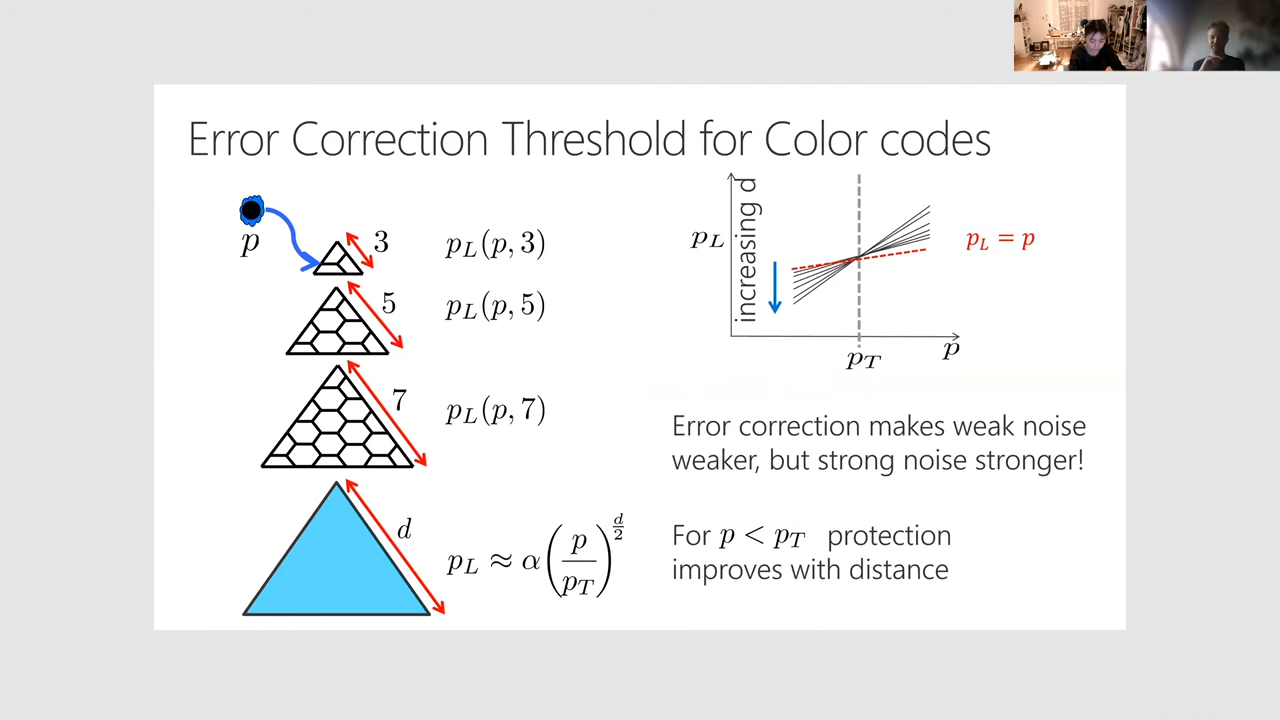 Error Correction Threshold for Color codes
p
3
p_L(p, 3)
5
p_L(p, 5)
7
p_L(p, 7)
d
p_L ≈ α(p/p_T)^{d/2}
increasing d
p_L
p_L = p
p_T
p
Error correction makes weak noise
weaker, but strong noise stronger!
For p < p_T protection
improves with distance